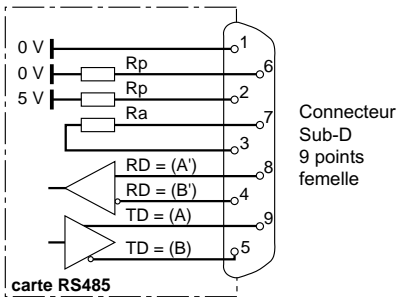 0 V
1
0 V
Rp
6
5 V
Rp
2
Ra
7
3
RD = (A')
8
RD = (B')
4
TD = (A)
9
TD = (B)
5
carte RS485
Connecteur
Sub-D
9 points
femelle